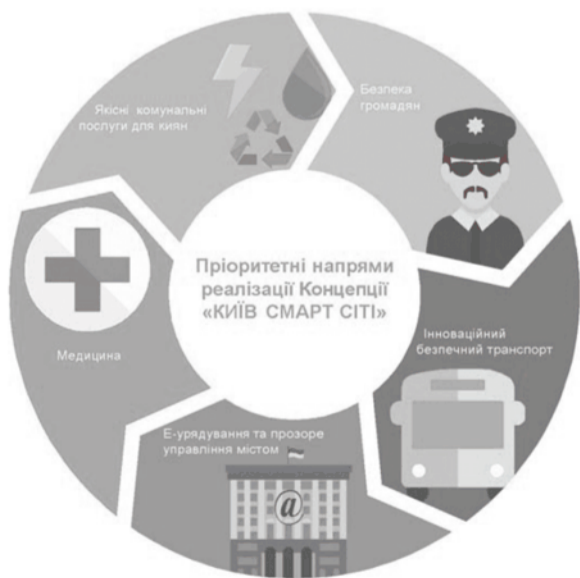 Пріоритетні напрями
реалізації Концепції
«КИЇВ СМАРТ СІТІ»
Безпека
громадян
Інноваційний
безпечний транспорт
Е-урядування та прозоре
управління містом
@
Медицина
Якісні комунальні
послуги для киян